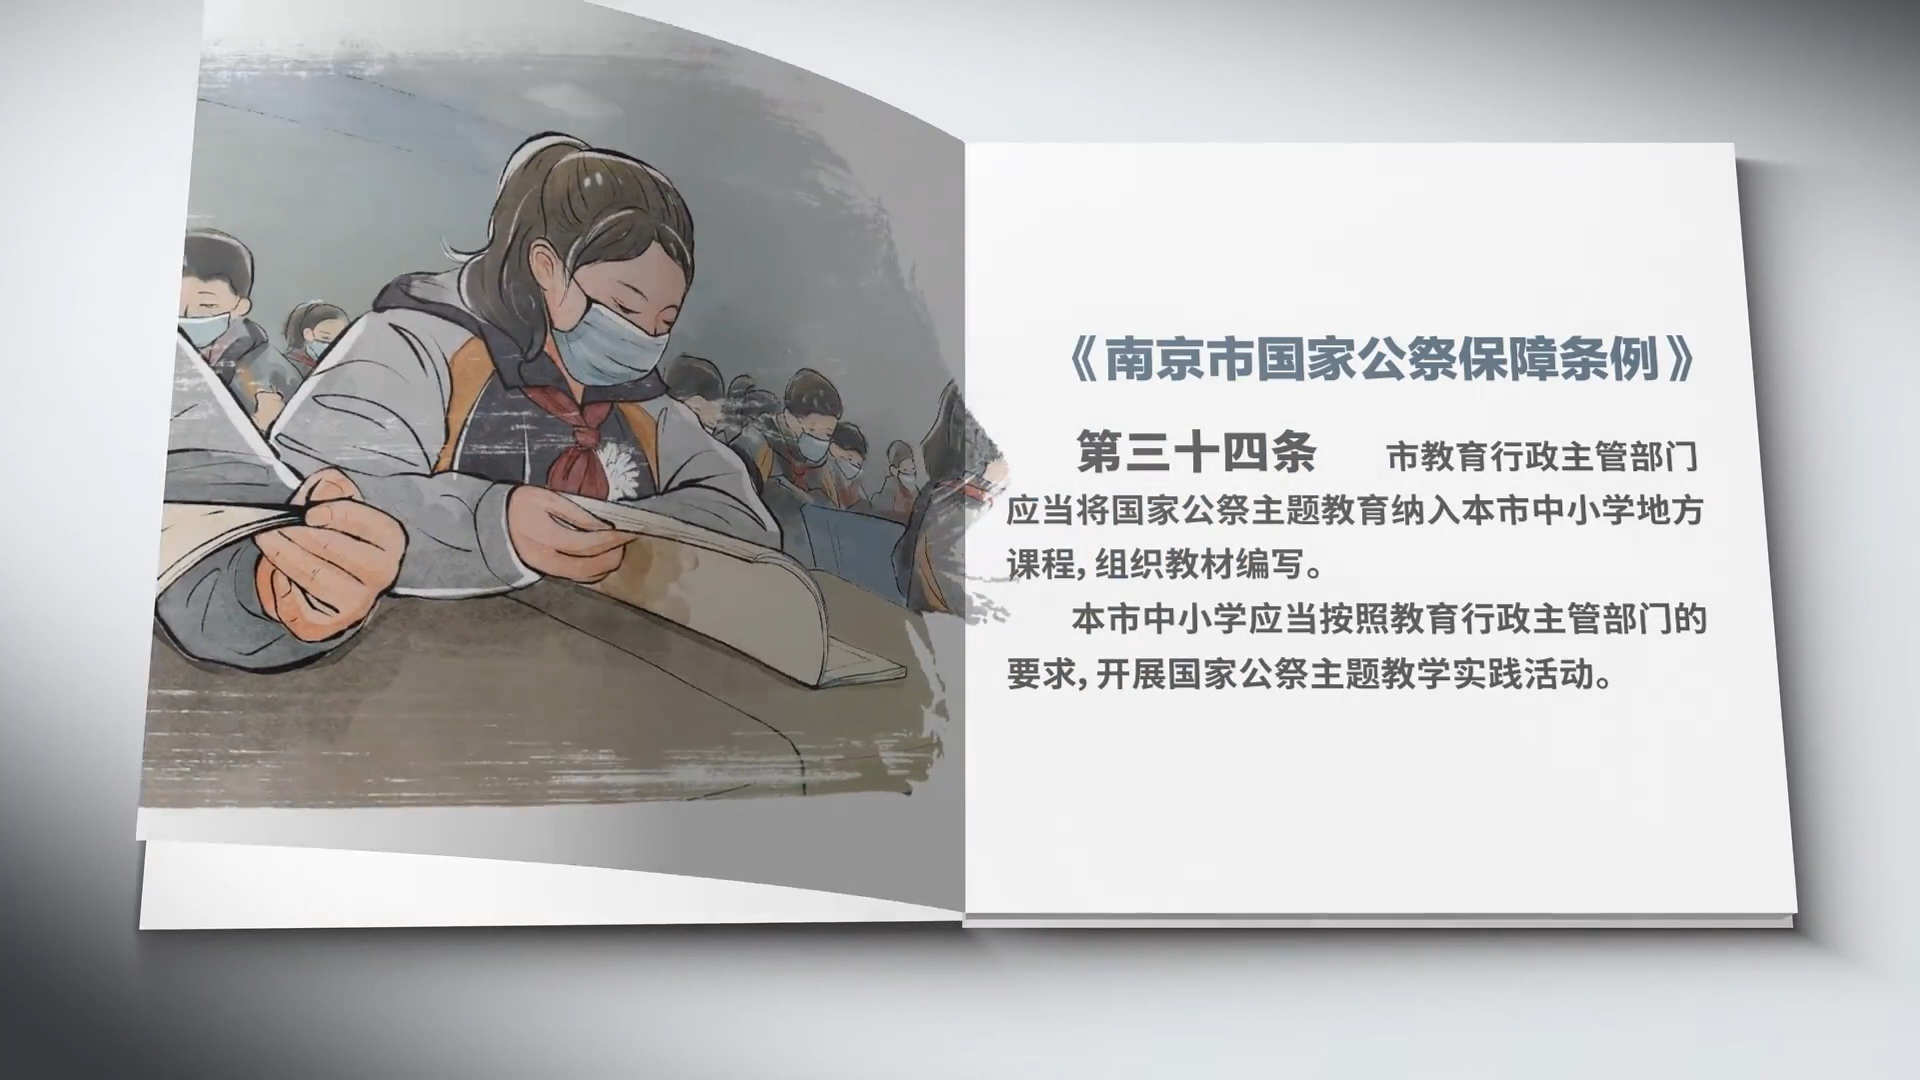 《南京市国家公祭保障条例》
第三十四条 市教育行政主管部门
应当将国家公祭主题教育纳入本市中小学地方
课程，组织教材编写。
本市中小学应当按照教育行政主管部门的
要求，开展国家公祭主题教学实践活动。